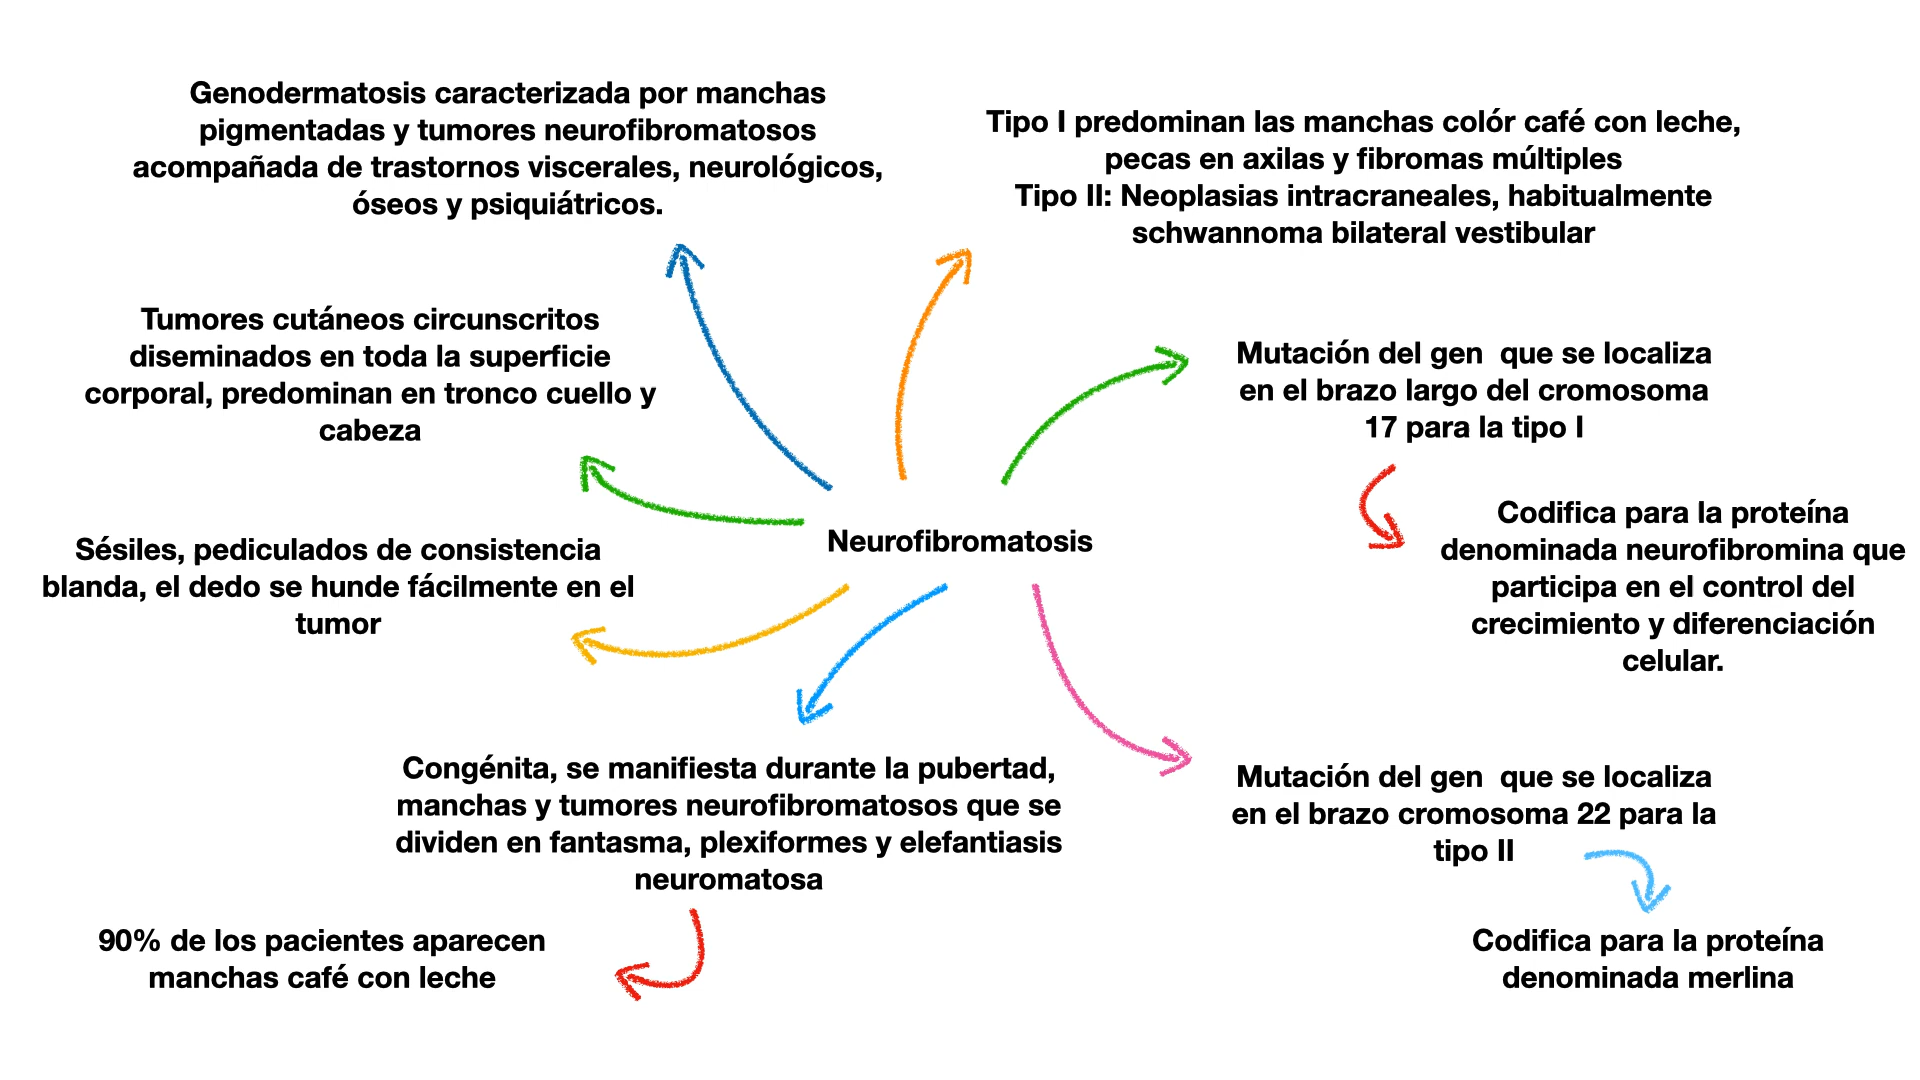 Genodermatosis caracterizada por manchas
pigmentadas y tumores neurofibromatosos
acompañada de trastornos viscerales, neurológicos,
óseos y psiquiátricos.
Tipo I predominan las manchas colór café con leche,
pecas en axilas y fibromas múltiples
Tipo II: Neoplasias intracraneales, habitualmente
schwannoma bilateral vestibular
Tumores cutáneos circunscritos
diseminados en toda la superficie
corporal, predominan en tronco cuello y
cabeza
Mutación del gen  que se localiza
en el brazo largo del cromosoma
17 para la tipo I
Codifica para la proteína
denominada neurofibromina que
participa en el control del
crecimiento y diferenciación
celular.
Neurofibromatosis
Sésiles, pediculados de consistencia
blanda, el dedo se hunde fácilmente en el
tumor
Congénita, se manifiesta durante la pubertad,
manchas y tumores neurofibromatosos que se
dividen en fantasma, plexiformes y elefantiasis
neuromatosa
Mutación del gen  que se localiza
en el brazo cromosoma 22 para la
tipo II
90% de los pacientes aparecen
manchas café con leche
Codifica para la proteína
denominada merlina